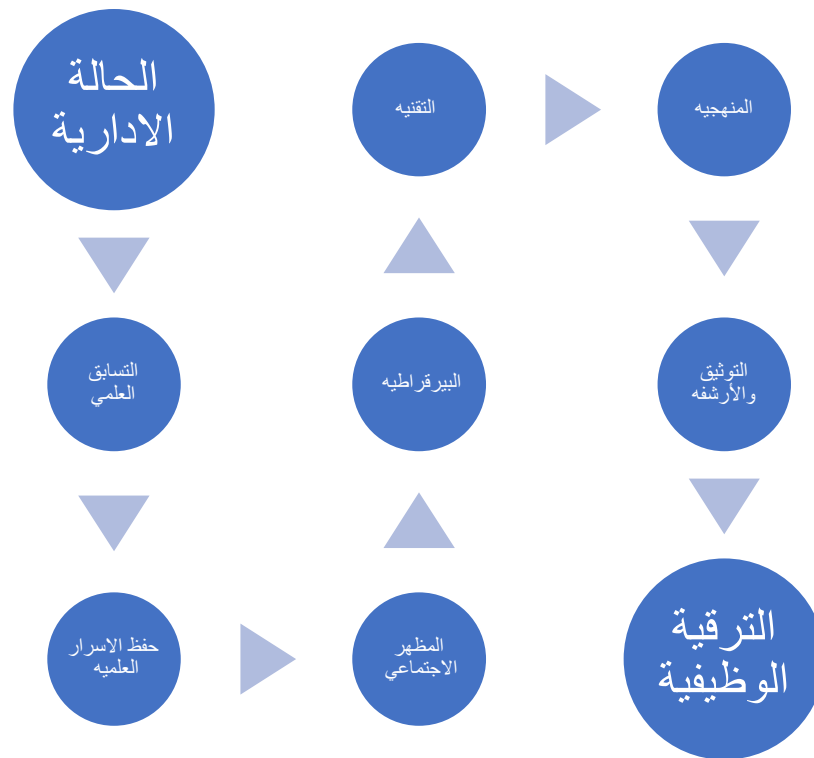 الحالة
الادارية
التسابق
العلمي
حفظ الاسرار
العلميه
المظهر
الاجتماعي
البيرقراطيه
التقنيه
المنهجيه
التوثيق
والأرشفه
الترقية
الوظيفية